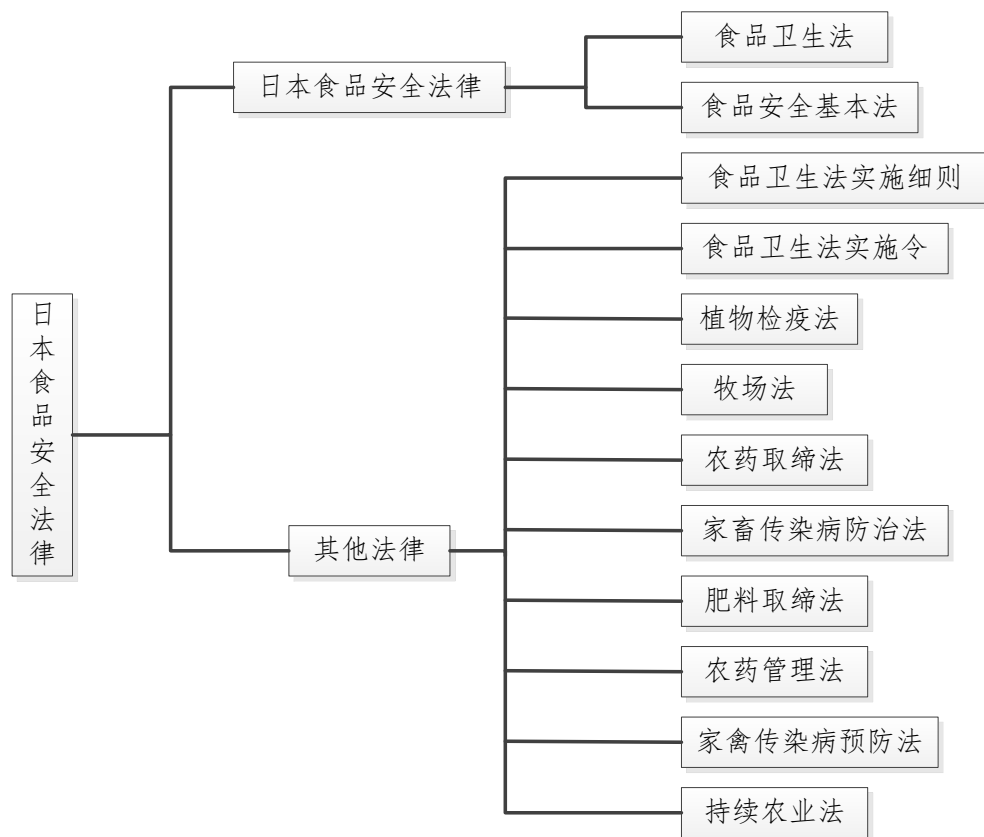 日本食品安全法律
日本食品安全法律
食品卫生法
食品安全基本法
其他法律
食品卫生法实施细则
食品卫生法实施令
植物检疫法
牧场法
农药取缔法
家畜传染病防治法
肥料取缔法
农药管理法
家禽传染病预防法
持续农业法